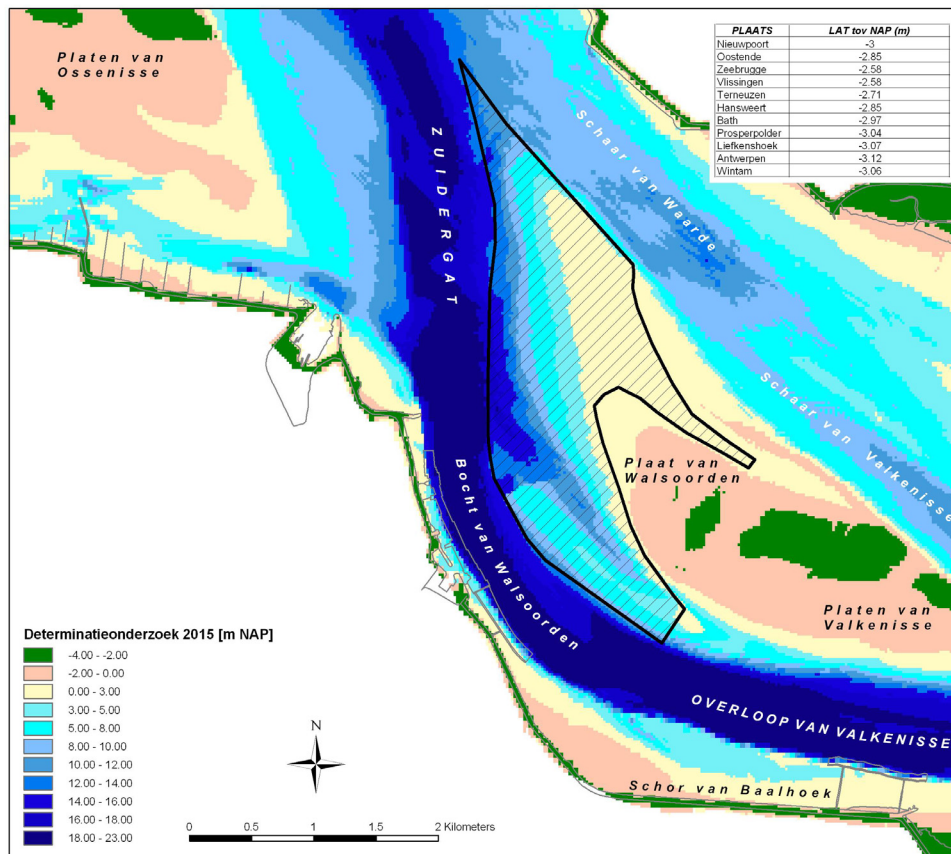 Platen van
Ossenisse
ZUIDERGAT
Schaar van Waarde
PLAATS LAT tov NAP (m)
Nieuwpoort -3
Oostende -2.85
Zeebrugge -2.58
Vlissingen -2.58
Terneuzen -2.71
Hansweert -2.85
Bath -2.97
Prosperpolder -3.04
Liefkenshoek -3.07
Antwerpen -3.12
Wintam -3.06
Schaar van Valkenisse
Plaat van
Walsoorden
Bocht van Walsoorden
Platen van
Valkenisse
OVERLOOP VAN VALKENISSE
Schor van Baalhoek
Determinatieonderzoek 2015 [m NAP]
-4.00 - -2.00
-2.00 - 0.00
0.00 - 3.00
3.00 - 5.00
5.00 - 8.00
8.00 - 10.00
10.00 - 12.00
12.00 - 14.00
14.00 - 16.00
16.00 - 18.00
18.00 - 23.00
N
0 0.5 1 1.5 2 Kilometers